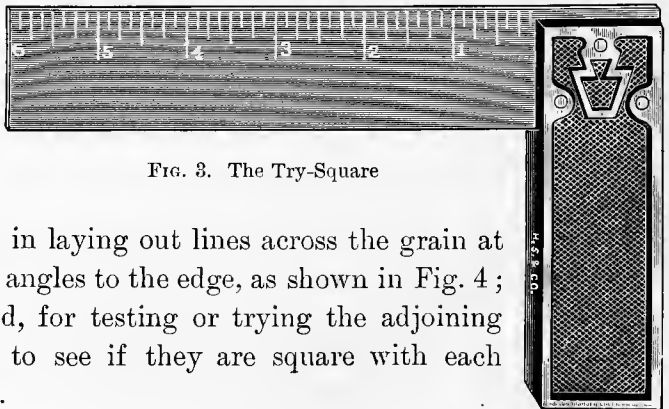 6 5 4 3 2 1
FIG. 3. The Try-Square
in laying out lines across the grain at
angles to the edge, as shown in Fig. 4;
d, for testing or trying the adjoining
to see if they are square with each
.
H. S. & CO.